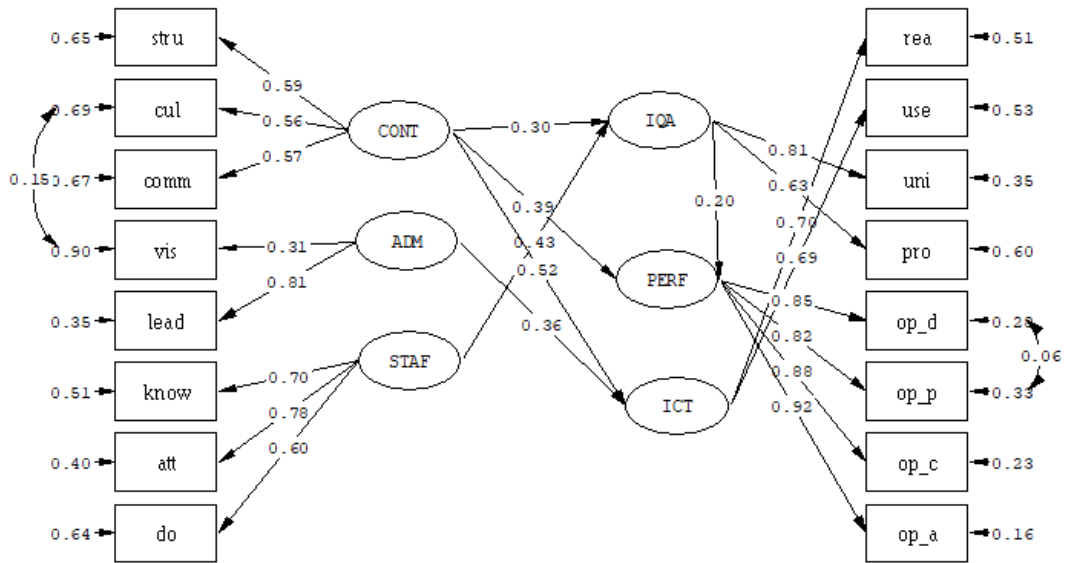 0.65 stru
0.69 cul
0.15 0.67 comm
0.90 vis
0.35 lead
0.51 know
0.40 att
0.64 do
0.59
0.56
0.57
0.31
0.81
0.70
0.78
0.60
CONT
ADM
STAF
0.30
0.39
0.43
0.52
0.36
IQA
0.20
PERF
ICT
0.81
0.63
0.70
0.69
0.85
0.82
0.88
0.92
rea 0.51
use 0.53
uni 0.35
pro 0.60
op_d 0.28
0.06
op_p 0.33
op_c 0.23
op_a 0.16